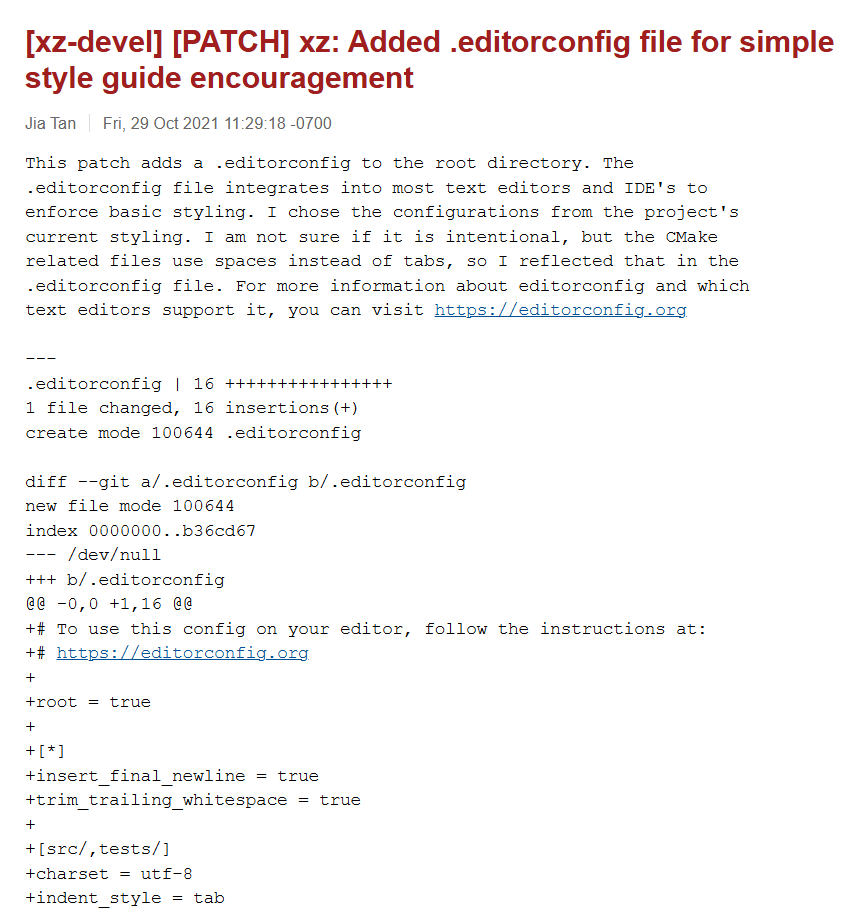 [xz-devel] [PATCH] xz: Added .editorconfig file for simple
style guide encouragement
Jia Tan Fri, 29 Oct 2021 11:29:18 -0700
This patch adds a .editorconfig to the root directory. The
.editorconfig file integrates into most text editors and IDE's to
enforce basic styling. I chose the configurations from the project's
current styling. I am not sure if it is intentional, but the CMake
related files use spaces instead of tabs, so I reflected that in the
.editorconfig file. For more information about editorconfig and which
text editors support it, you can visit https://editorconfig.org
---
.editorconfig | 16 ++++++++++++++++
1 file changed, 16 insertions(+)
create mode 100644 .editorconfig
diff --git a/.editorconfig b/.editorconfig
new file mode 100644
index 0000000..b36cd67
--- /dev/null
+++ b/.editorconfig
@@ -0,0 +1,16 @@
+# To use this config on your editor, follow the instructions at:
+# https://editorconfig.org
+
+root = true
+
+[*]
+insert_final_newline = true
+trim_trailing_whitespace = true
+
+[src/,tests/]
+charset = utf-8
+indent_style = tab